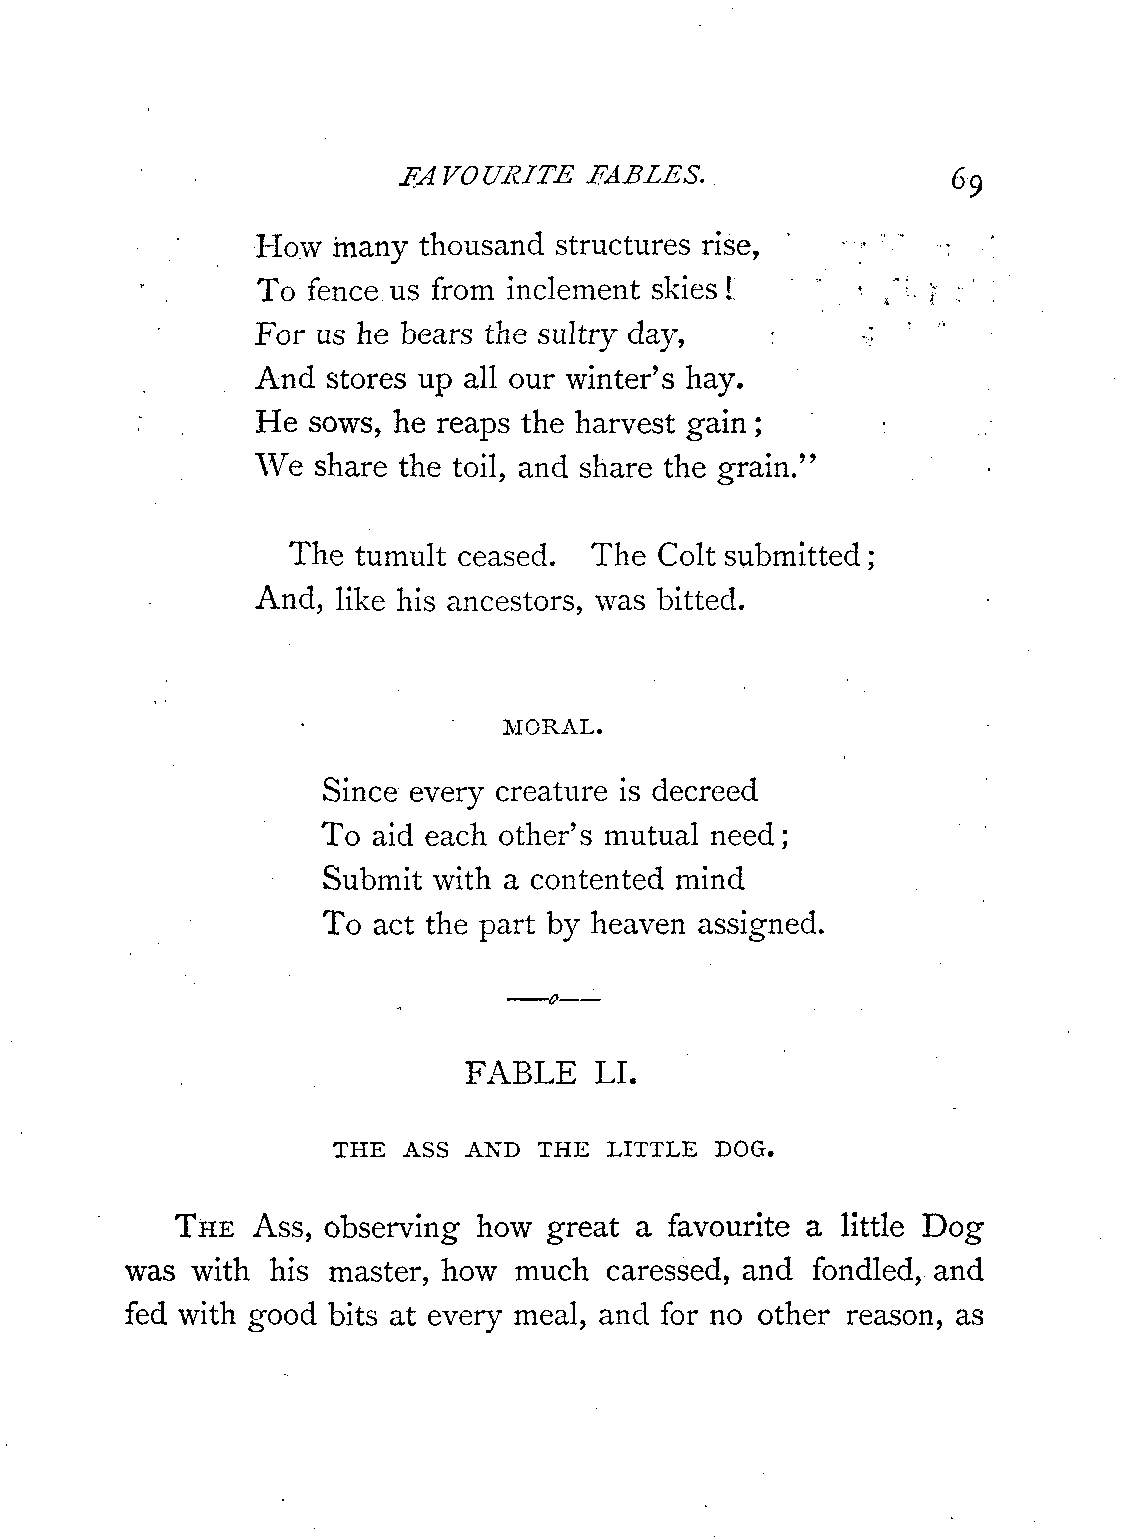 FAVOURITE FABLES. 69
How many thousand structures rise,
To fence us from inclement skies!
For us he bears the sultry day,
And stores up all our winter's hay.
He sows, he reaps the harvest gain;
We share the toil, and share the grain."
The tumult ceased. The Colt submitted;
And, like his ancestors, was bitted.
MORAL.
Since every creature is decreed
To aid each other's mutual need;
Submit with a contented mind
To act the part by heaven assigned.
FABLE LI.
THE ASS AND THE LITTLE DOG.
THE Ass, observing how great a favourite a little Dog
was with his master, how much caressed, and fondled, and
fed with good bits at every meal, and for no other reason, as